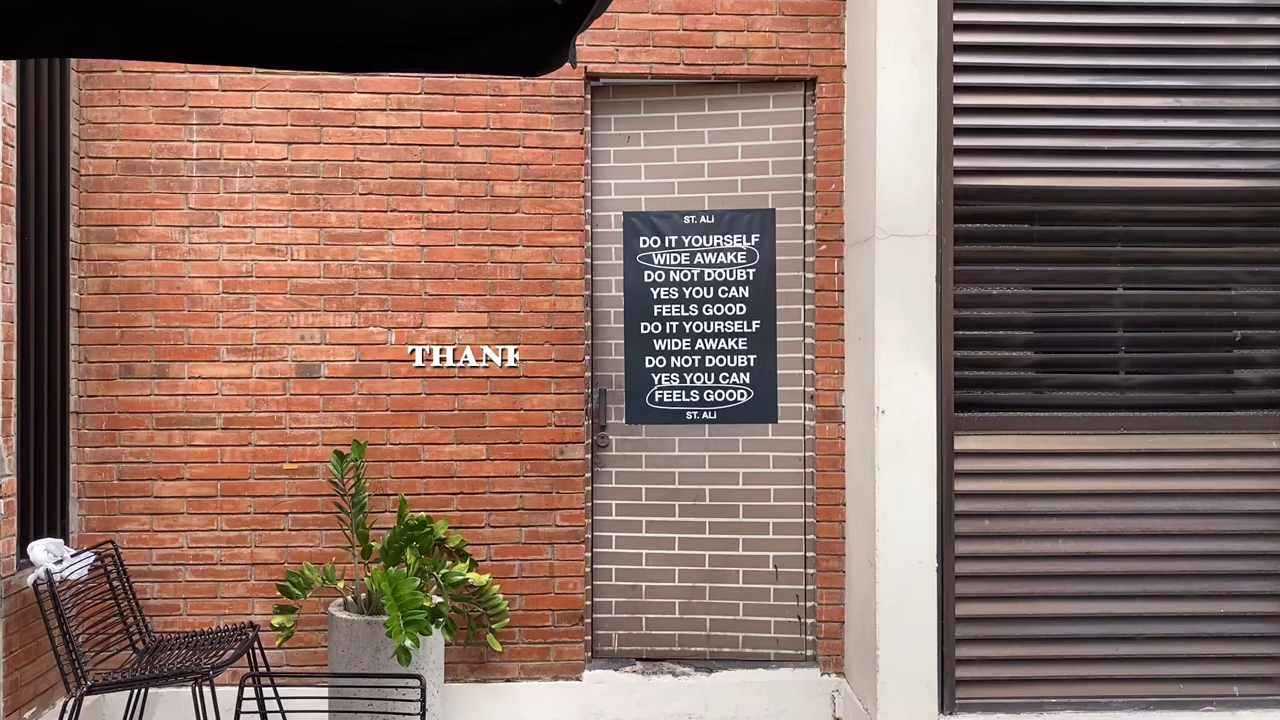 THANK
ST. ALi
DO IT YOURSELF
WIDE AWAKE
DO NOT DOUBT
YES YOU CAN
FEELS GOOD
DO IT YOURSELF
WIDE AWAKE
DO NOT DOUBT
YES YOU CAN
FEELS GOOD
ST. ALi